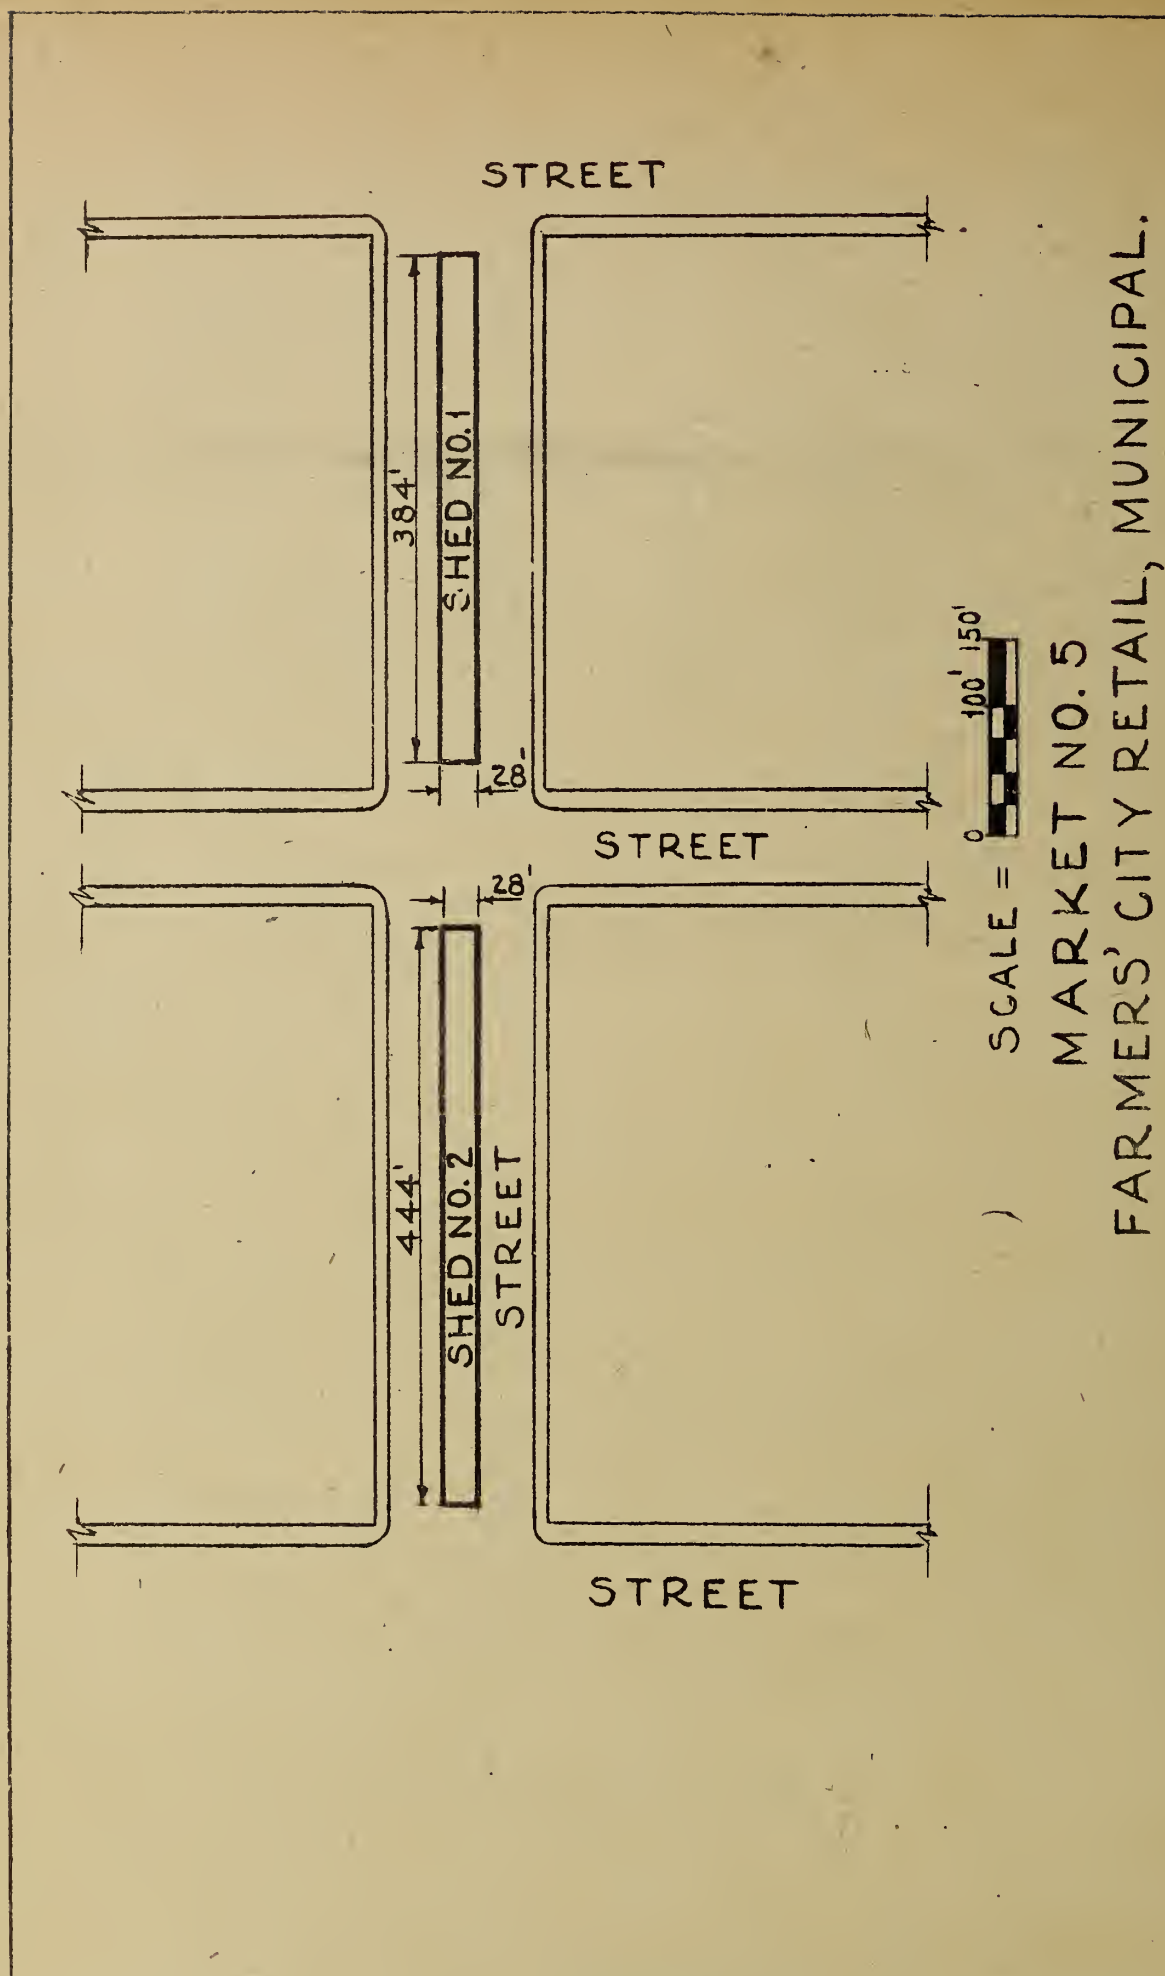 STREET
384'
SHED NO.1
28'
STREET
28'
444'
SHED NO. 2
STREET
STREET
SCALE =
0 100' 150'
MARKET NO. 5
FARMERS' CITY RETAIL, MUNICIPAL.